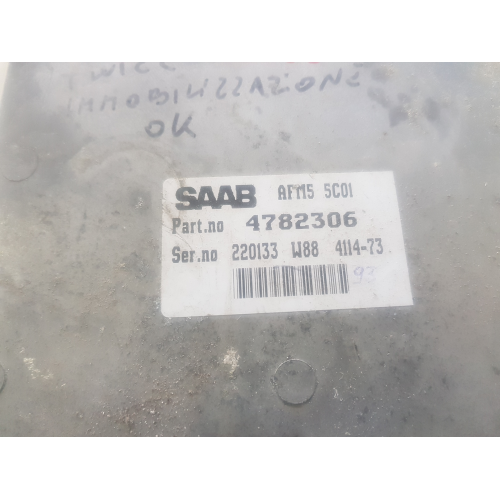 IMMOBILIZZAZIONE
OK
SAAB AFM5 5C01
Part.no 4782306
Ser.no 220133 W88 4114-73